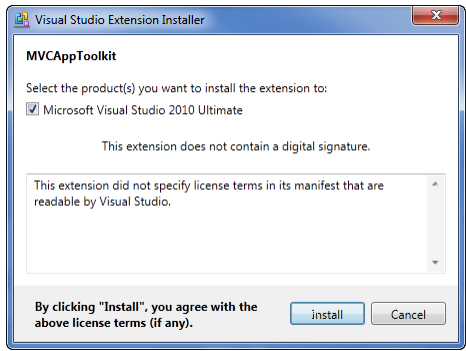 Visual Studio Extension Installer
MVCAppToolkit
Select the product(s) you want to install the extension to:
Microsoft Visual Studio 2010 Ultimate
This extension does not contain a digital signature.
This extension did not specify license terms in its manifest that are
readable by Visual Studio.
By clicking "Install", you agree with the
above license terms (if any).
Install
Cancel